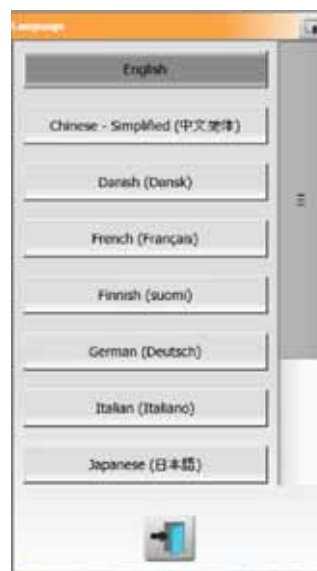 Language
English
Chinese - Simplified (中文简体)
Danish (Dansk)
French (Français)
Finnish (suomi)
German (Deutsch)
Italian (Italiano)
Japanese (日本語)